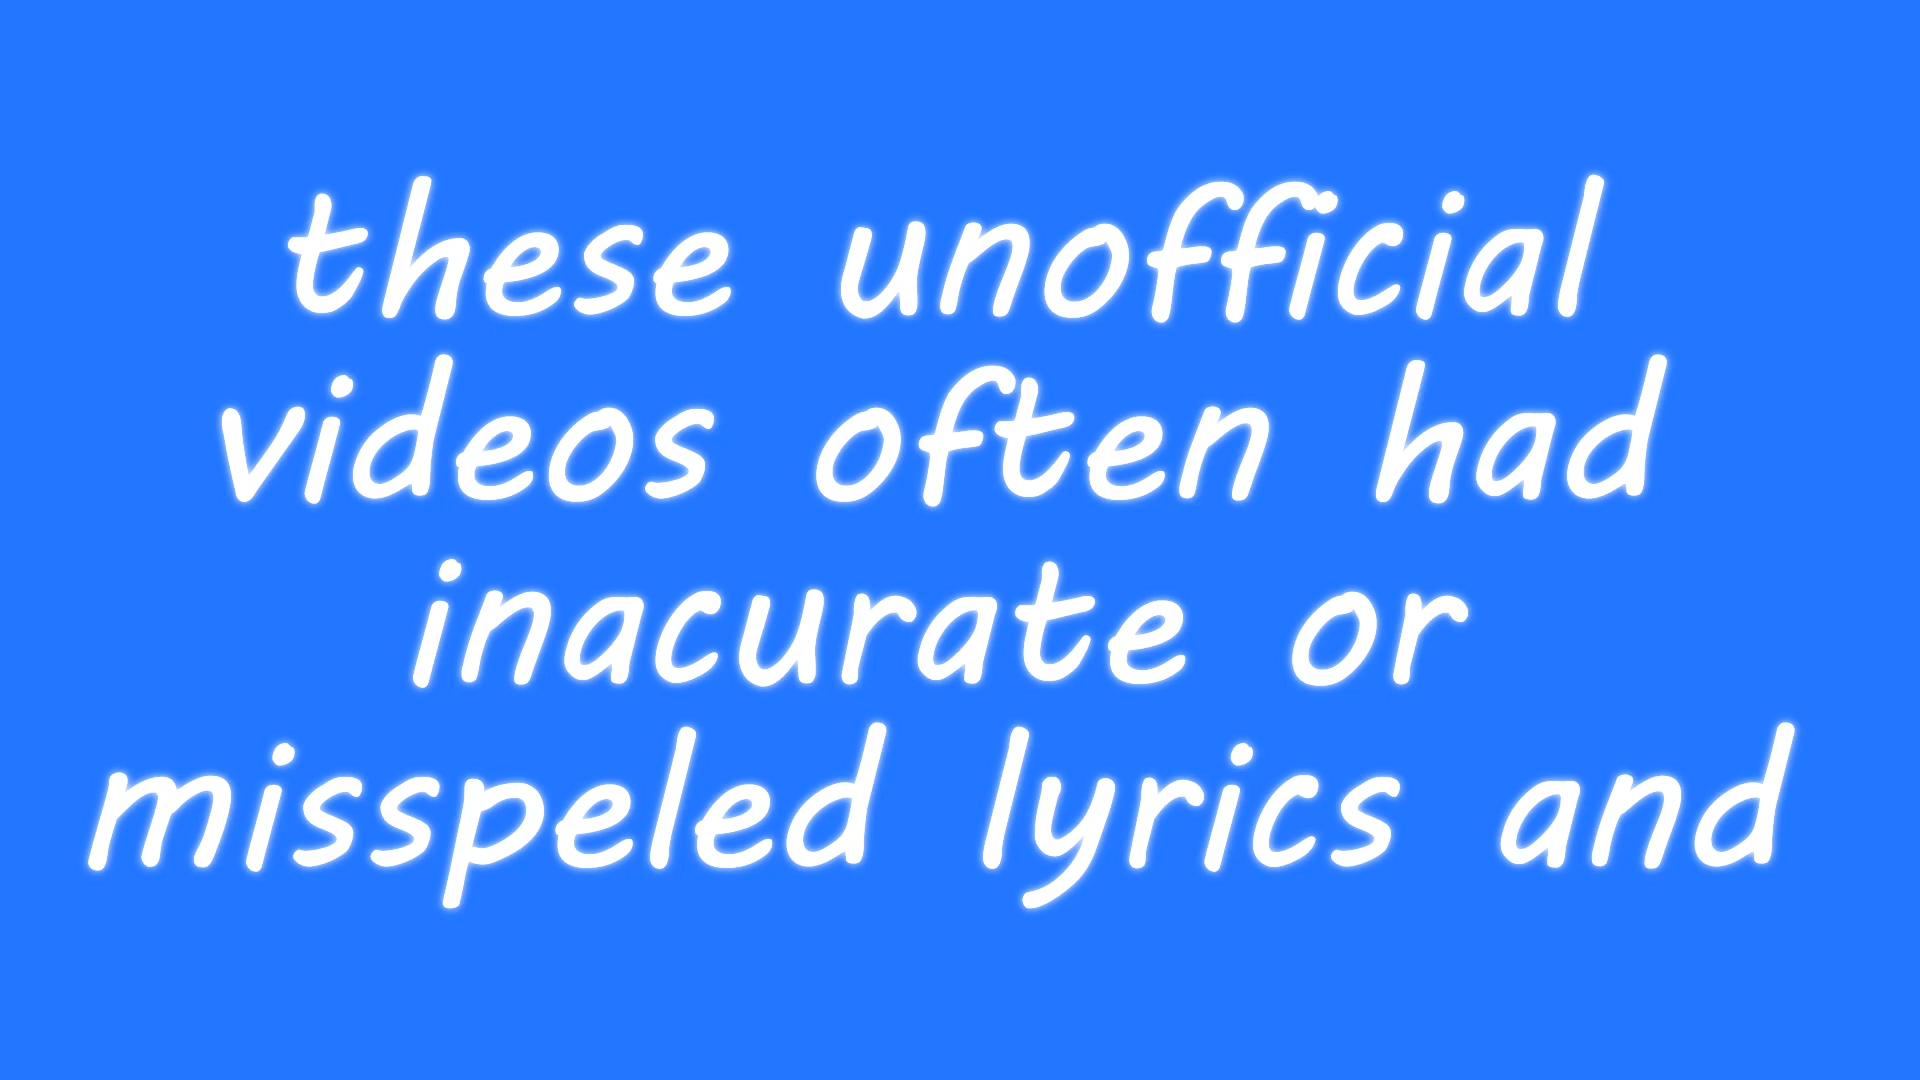 these unofficial
videos often had
inacurate or
misspeled lyrics and